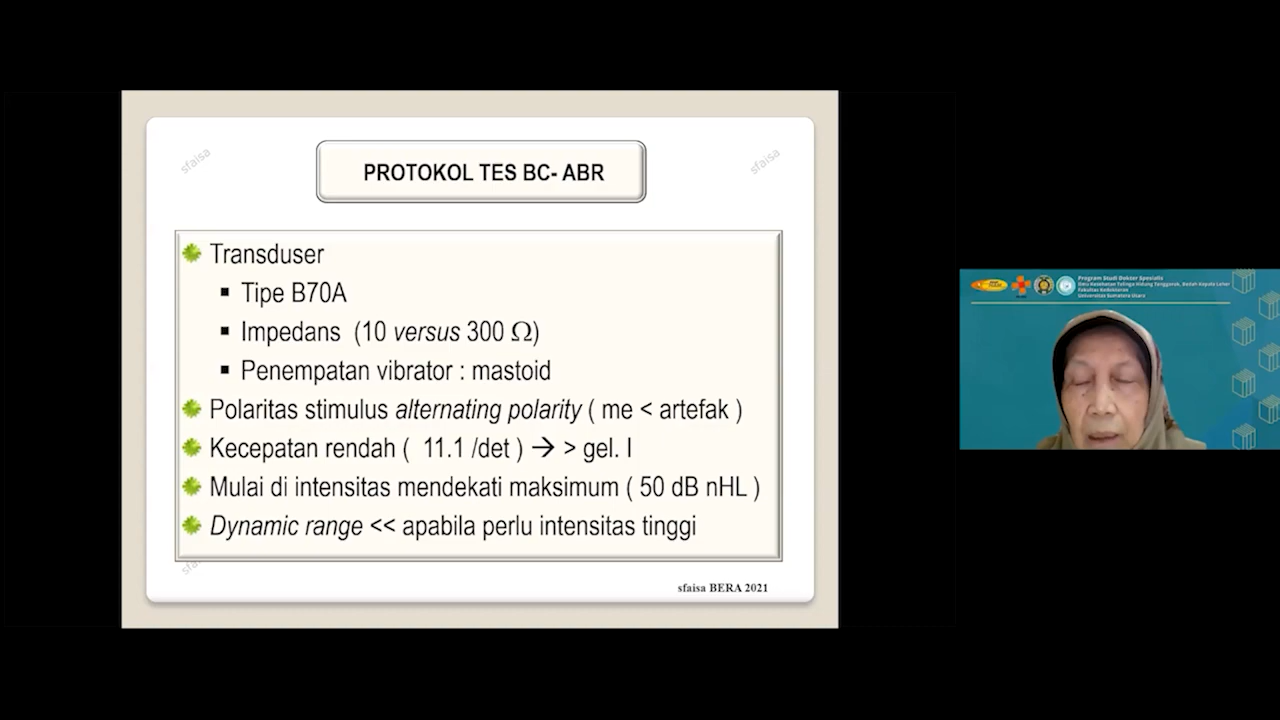 sfaisa
sfaisa
PROTOKOL TES BC- ABR
Transduser
Tipe B70A
Impedans (10 versus 300 Ω)
Penempatan vibrator : mastoid
Polaritas stimulus alternating polarity ( me < artefak )
Kecepatan rendah ( 11.1 /det ) → > gel. I
Mulai di intensitas mendekati maksimum ( 50 dB nHL )
Dynamic range << apabila perlu intensitas tinggi
sfaisa BERA 2021
Program Studi Dokter Spesialis
Ilmu Kesehatan Telinga Hidung Tenggorok, Bedah Kepala Leher
Fakultas Kedokteran
Universitas Sumatera Utara